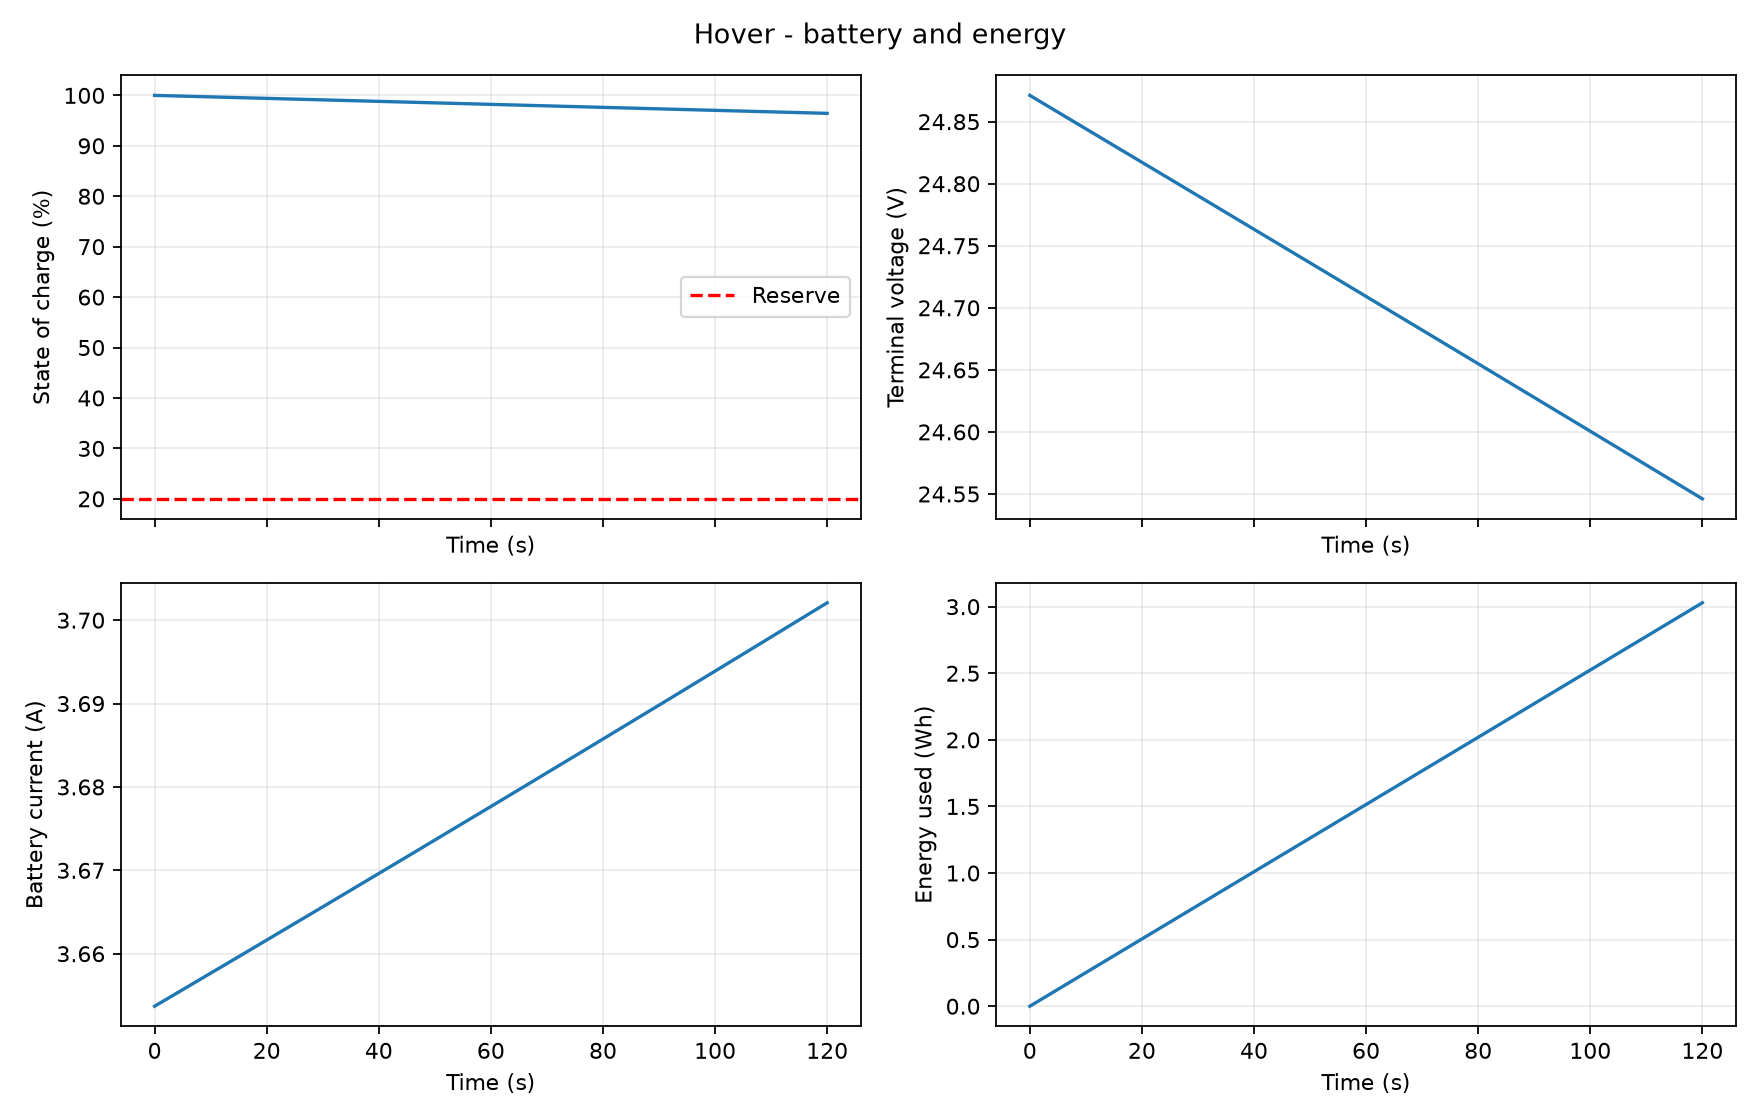 Hover - battery and energy
State of charge (%)
100
90
80
70
60
50
40
30
20
Reserve
Time (s)
Terminal voltage (V)
24.85
24.80
24.75
24.70
24.65
24.60
24.55
Time (s)
Battery current (A)
3.70
3.69
3.68
3.67
3.66
0 20 40 60 80 100 120
Time (s)
Energy used (Wh)
3.0
2.5
2.0
1.5
1.0
0.5
0.0
0 20 40 60 80 100 120
Time (s)